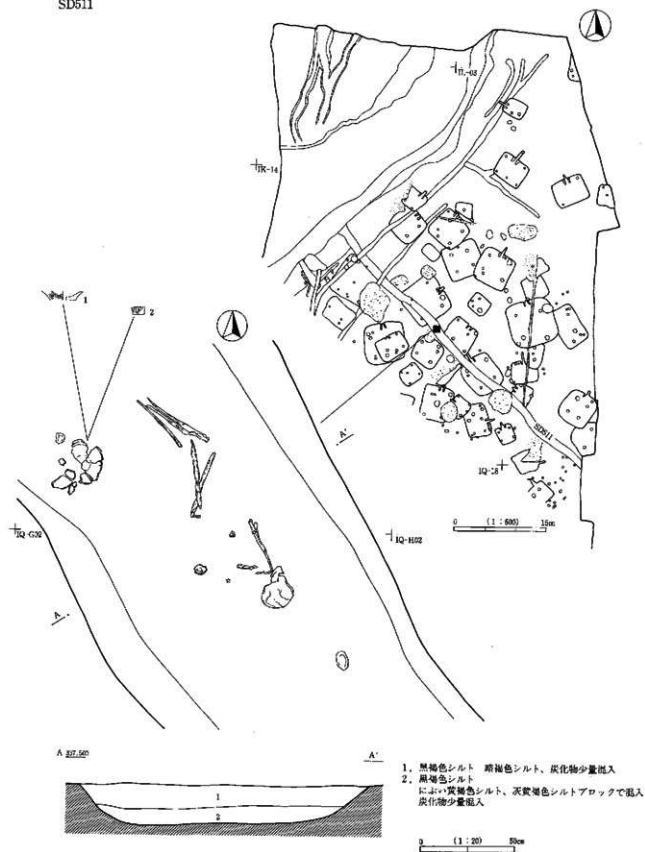 SD511
IL-03
IK-14
1
2
A'
SD511
IQ-18
0 (1:600) 15m
IQ-G02
IQ-H02
A
A
A'
1
2
1. 黒褐色シルト 暗褐色シルト、炭化物少量混入
2. 黒褐色シルト
にぶい黄褐色シルト、灰黄褐色シルトブロックで混入
炭化物少量混入
0 (1:20) 50cm